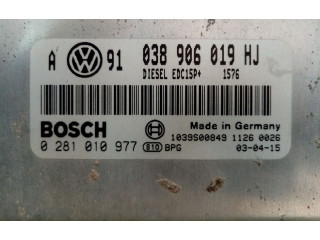 A VW 91 038 906 019 HJ
DIESEL EDC15P+ 1576
BOSCH
Made in Germany
1039S00849 1126 0026
0 281 010 977 810 BPG 03-04-15